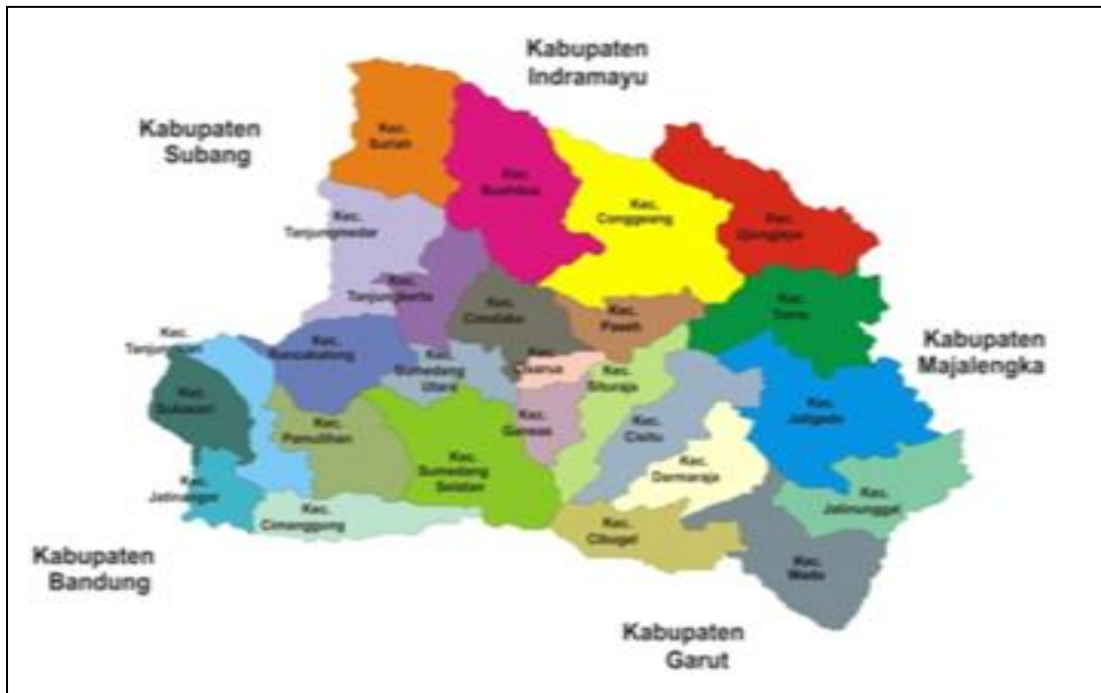 Kabupaten
Indramayu
Kabupaten
Subang
Kec.
Surian
Kec.
Buahdua
Kec.
Conggeang
Kec.
Ujungjaya
Kec.
Tanjungmedar
Kec.
Tanjungkerta
Kec.
Cimalaka
Kec.
Paseh
Kec.
Tomo
Kec.
Kec.
Rancakalong
Kec.
Sumedang
Utara
Kec.
Cisarua
Kec.
Situraja
Kabupaten
Majalengka
Kec.
Sukasari
Kec.
Pamulihan
Kec.
Ganeas
Kec.
Cisitu
Kec.
Jatigede
Kec.
Sumedang
Selatan
Kec.
Darmaraja
Kec.
Jatinangor
Kec.
Cimanggung
Kec.
Jatinunggal
Kec.
Cibugel
Kec.
Wado
Kabupaten
Bandung
Kabupaten
Garut